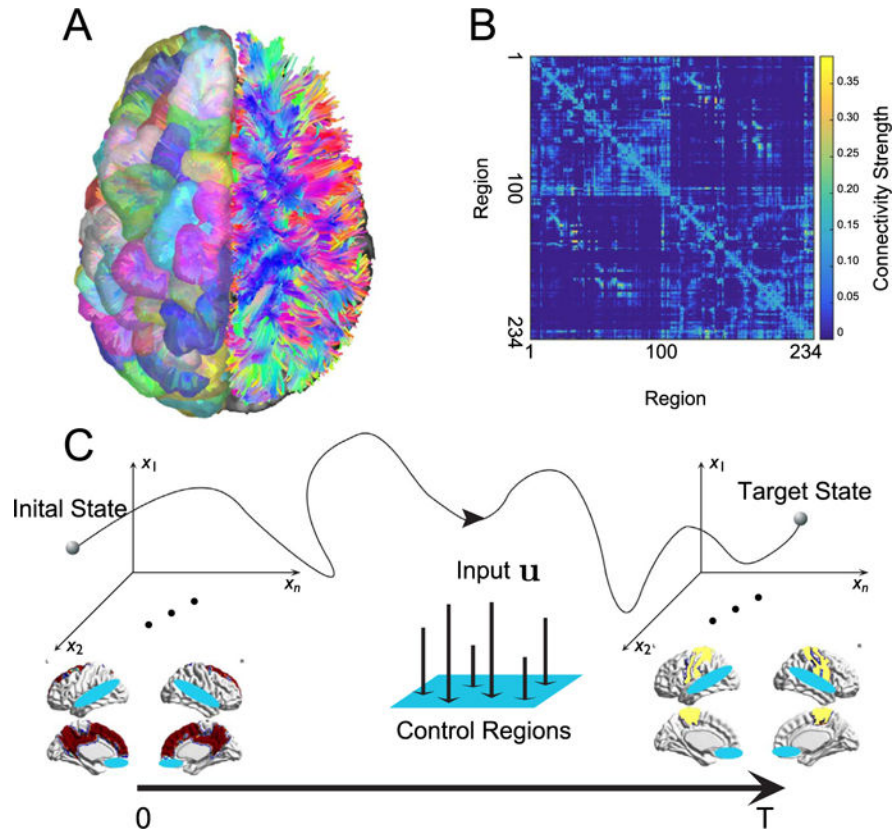 A
B
1
100
234
Region
1
100
234
Region
0.35
0.30
0.25
0.20
0.15
0.10
0.05
0
Connectivity Strength
C
x1
Inital State
xn
x2
Input u
Control Regions
x1
Target State
xn
x2
0
T